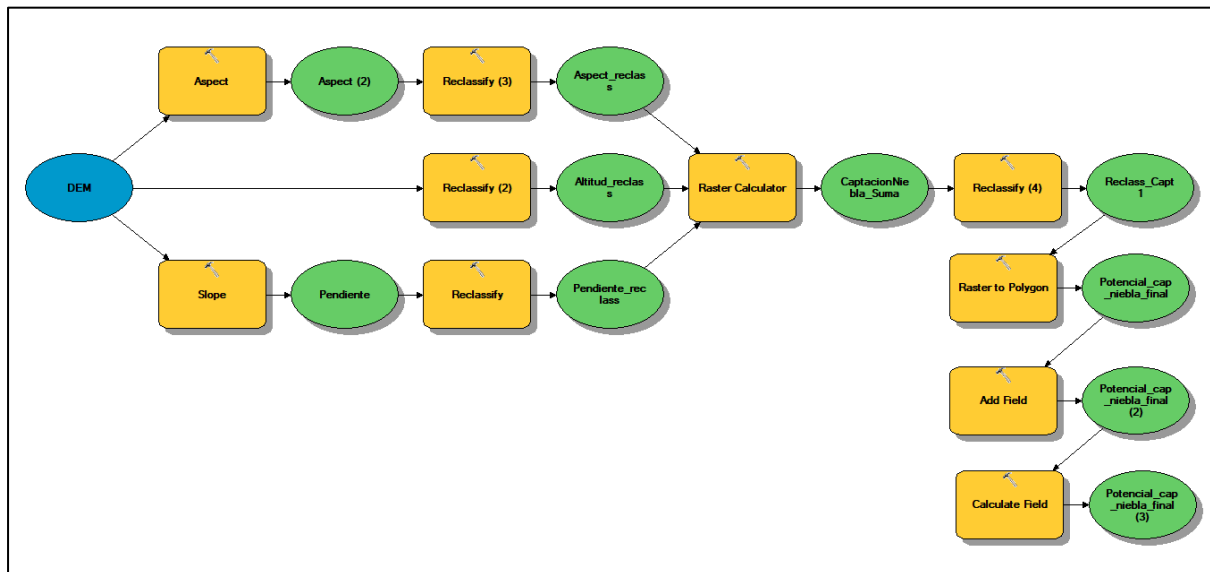 Aspect
Aspect (2)
Reclassify (3)
Aspect_reclas
s
DEM
Reclassify (2)
Altitud_reclas
s
Raster Calculator
CaptacionNie
bla_Suma
Reclassify (4)
Reclass_Capt
1
Slope
Pendiente
Reclassify
Pendiente_rec
lass
Raster to Polygon
Potencial_cap
_niebla_final
Add Field
Potencial_cap
_niebla_final
(2)
Calculate Field
Potencial_cap
_niebla_final
(3)